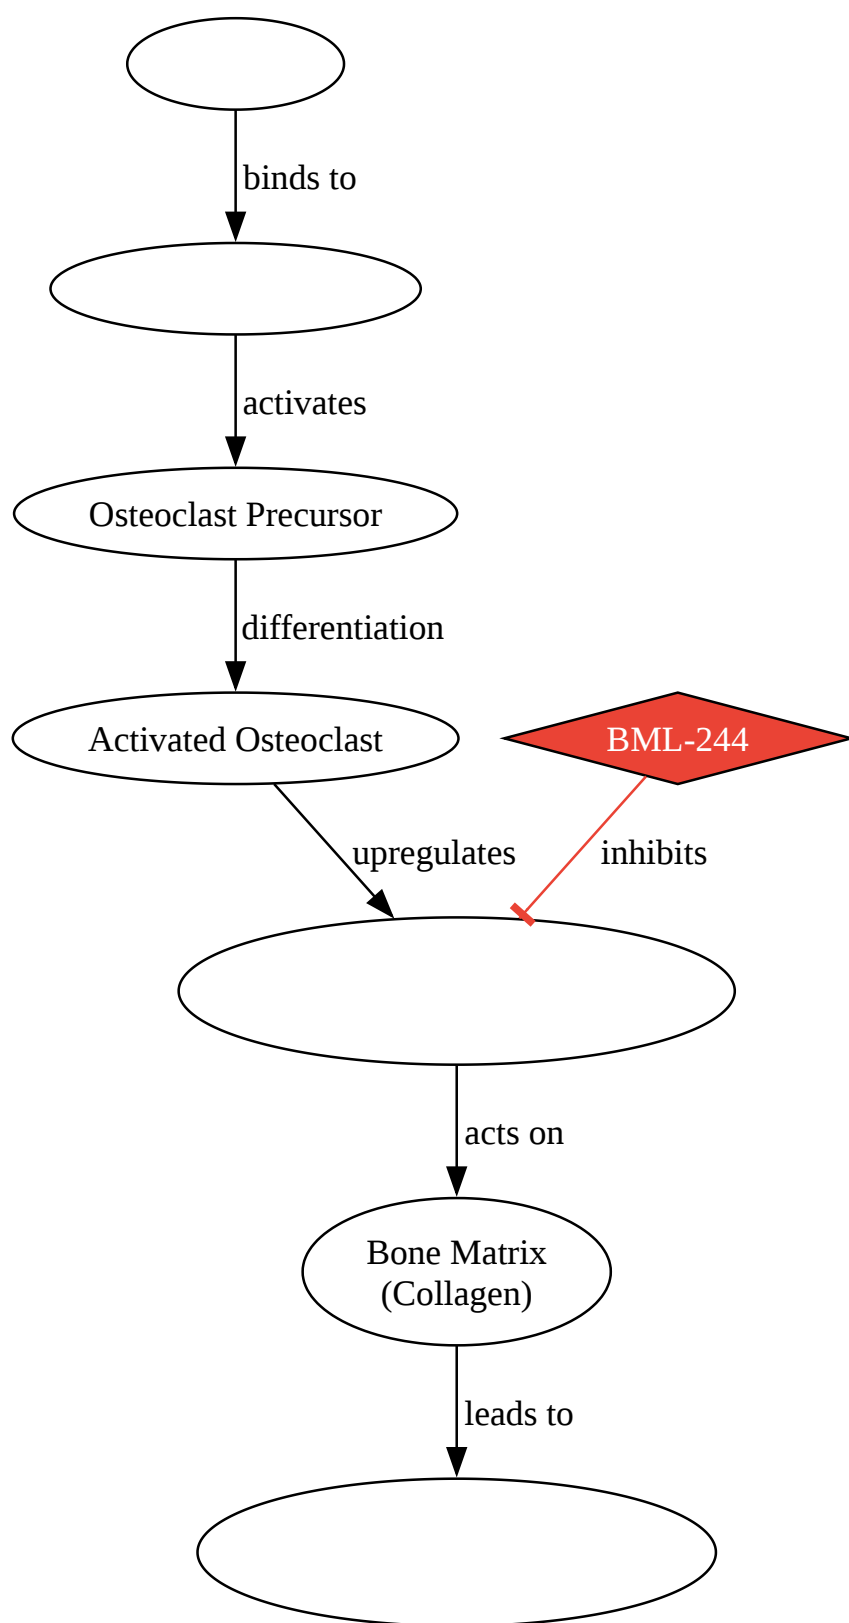 binds to
activates
Osteoclast Precursor
differentiation
Activated Osteoclast
BML-244
upregulates
inhibits
acts on
Bone Matrix
(Collagen)
leads to